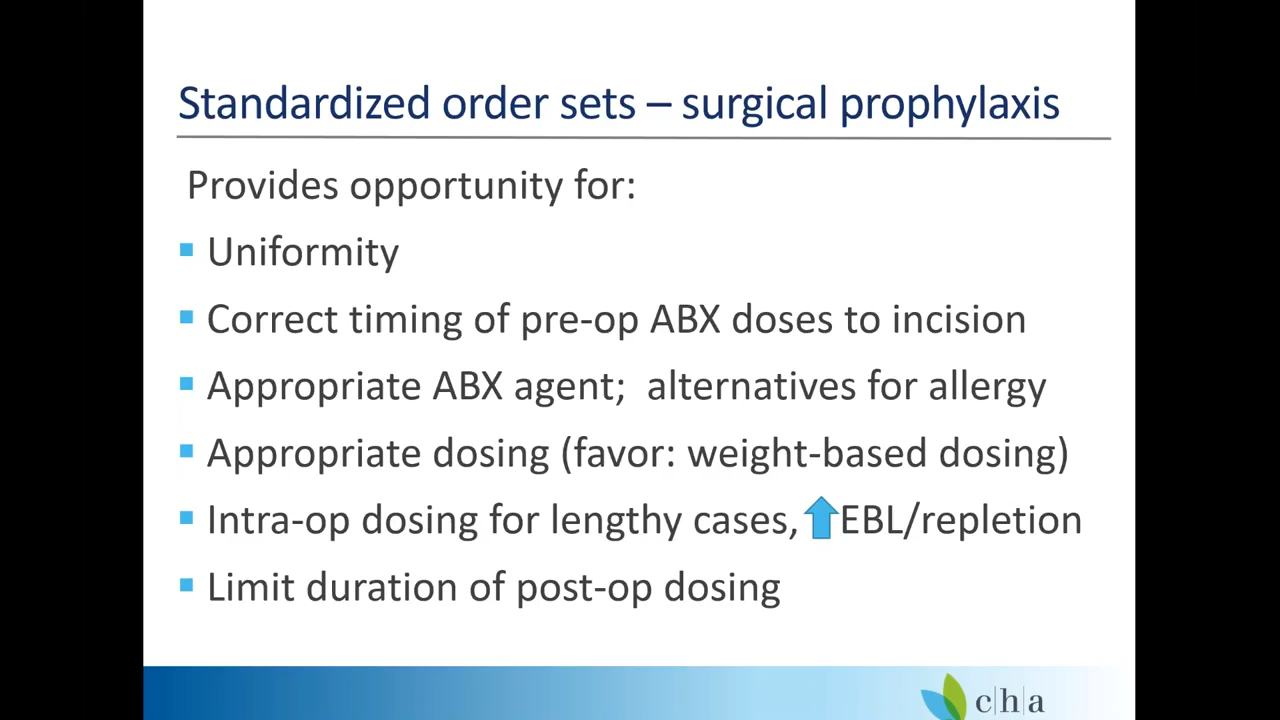 Standardized order sets – surgical prophylaxis
Provides opportunity for:
▪ Uniformity
▪ Correct timing of pre-op ABX doses to incision
▪ Appropriate ABX agent;  alternatives for allergy
▪ Appropriate dosing (favor: weight-based dosing)
▪ Intra-op dosing for lengthy cases, ⬆EBL/repletion
▪ Limit duration of post-op dosing
c|h|a